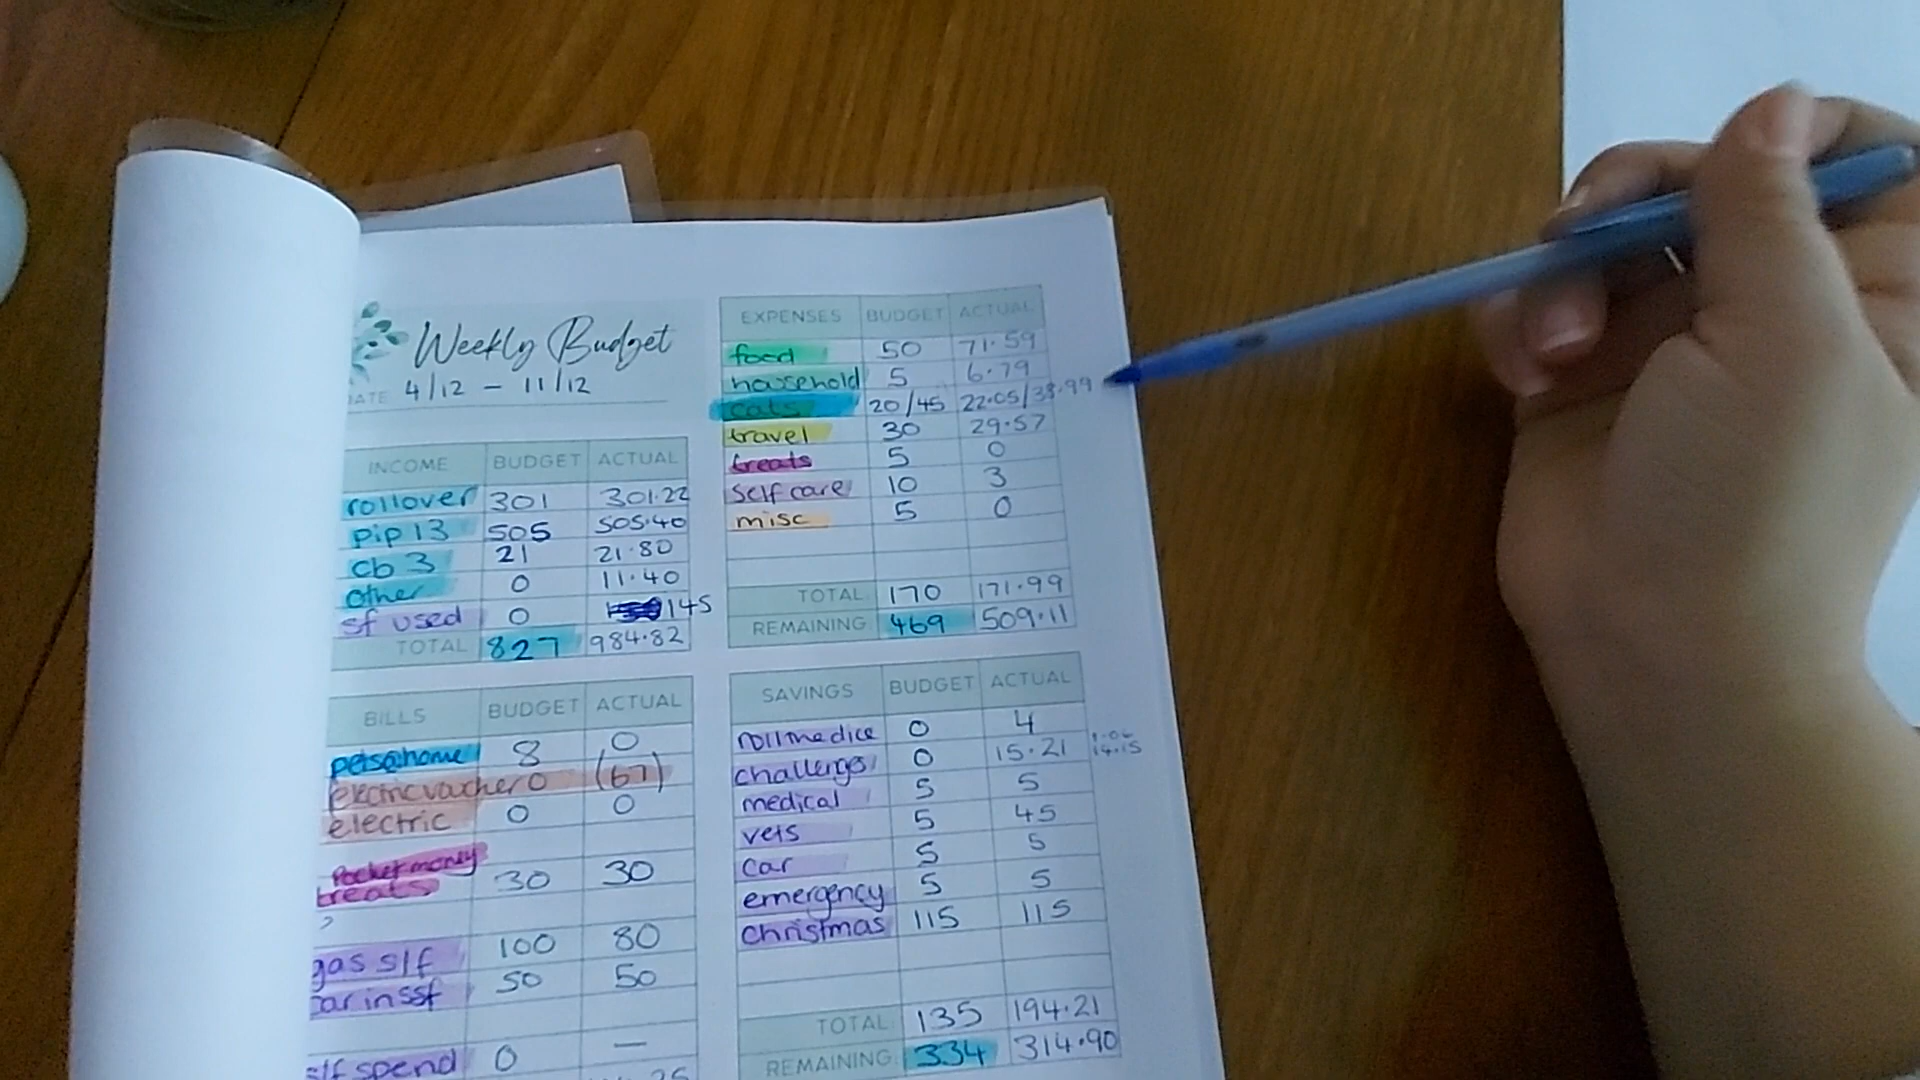 Weekly Budget
DATE 4/12 - 11/12
INCOME BUDGET ACTUAL
rollover 301 301.22
pip 13 505 505.40
cb 3 21 21.80
other 0 11.40
sf used 0 145
TOTAL 827 984.82
BILLS BUDGET ACTUAL
pets@home 8 0
electric voucher 0 (67)
electric 0 0
Pocket money
treats 30 30
gas s/f 100 80
car ins sf 50 50
s/f spend 0 —
EXPENSES BUDGET ACTUAL
food 50 71.59
household 5 6.79
cats 20/45 22.05/38.99
travel 30 29.57
treats 5 0
self care 10 3
misc 5 0
TOTAL 170 171.99
REMAINING 469 509.11
SAVINGS BUDGET ACTUAL
rollmedice 0 4
challenges 0 15.21
14.15
medical 5 5
vets 5 45
car 5 5
emergency 5 5
christmas 115 115
TOTAL 135 194.21
REMAINING 334 314.90